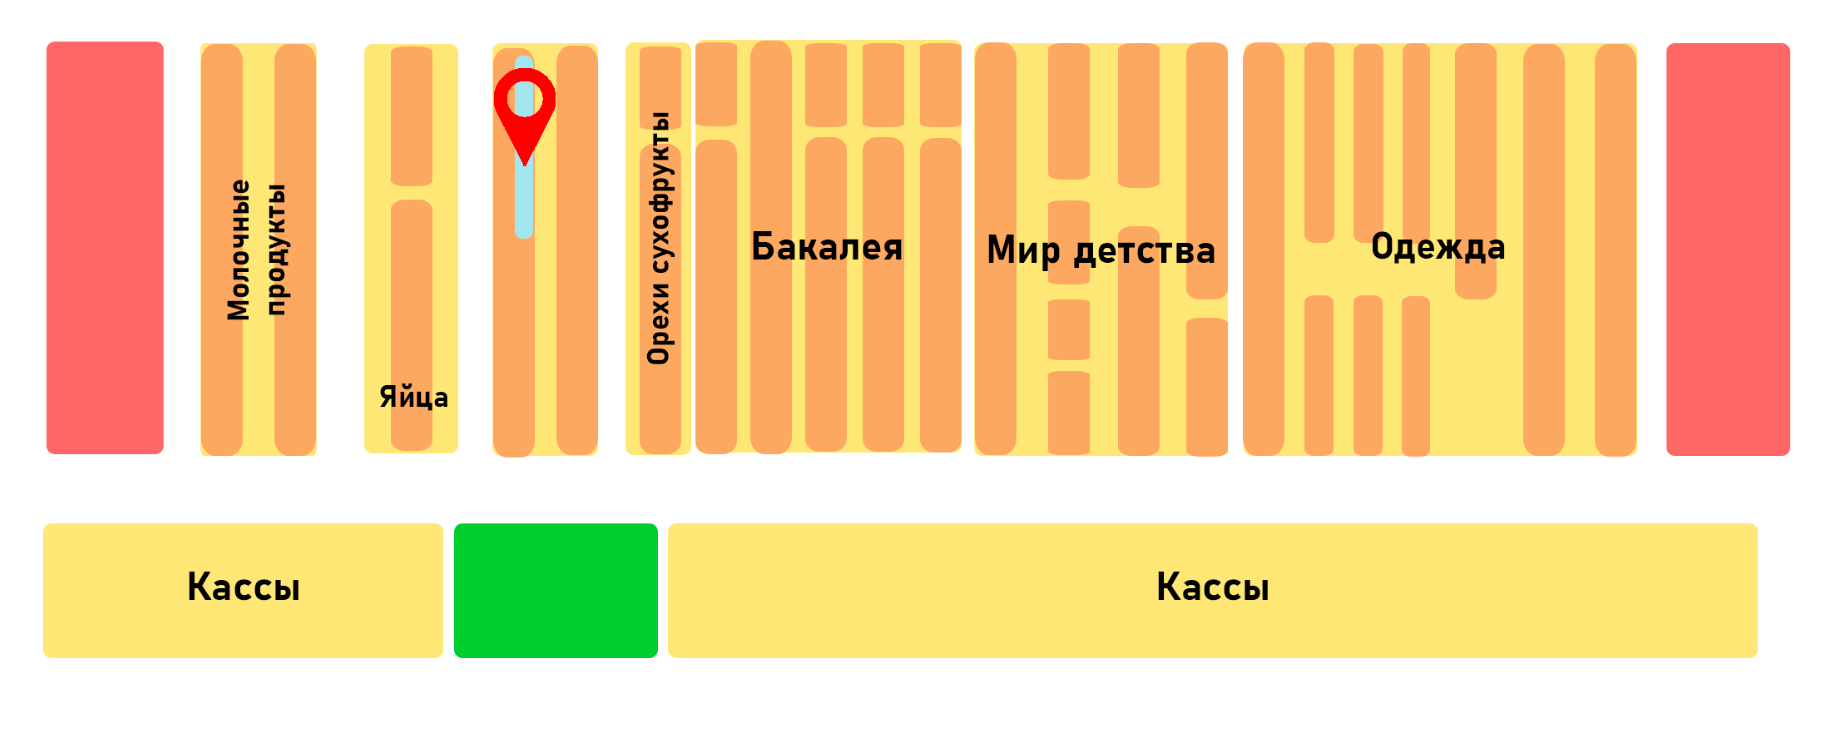 Молочные
продукты
Яйца
Орехи сухофрукты
Бакалея
Мир детства
Одежда
Кассы
Кассы